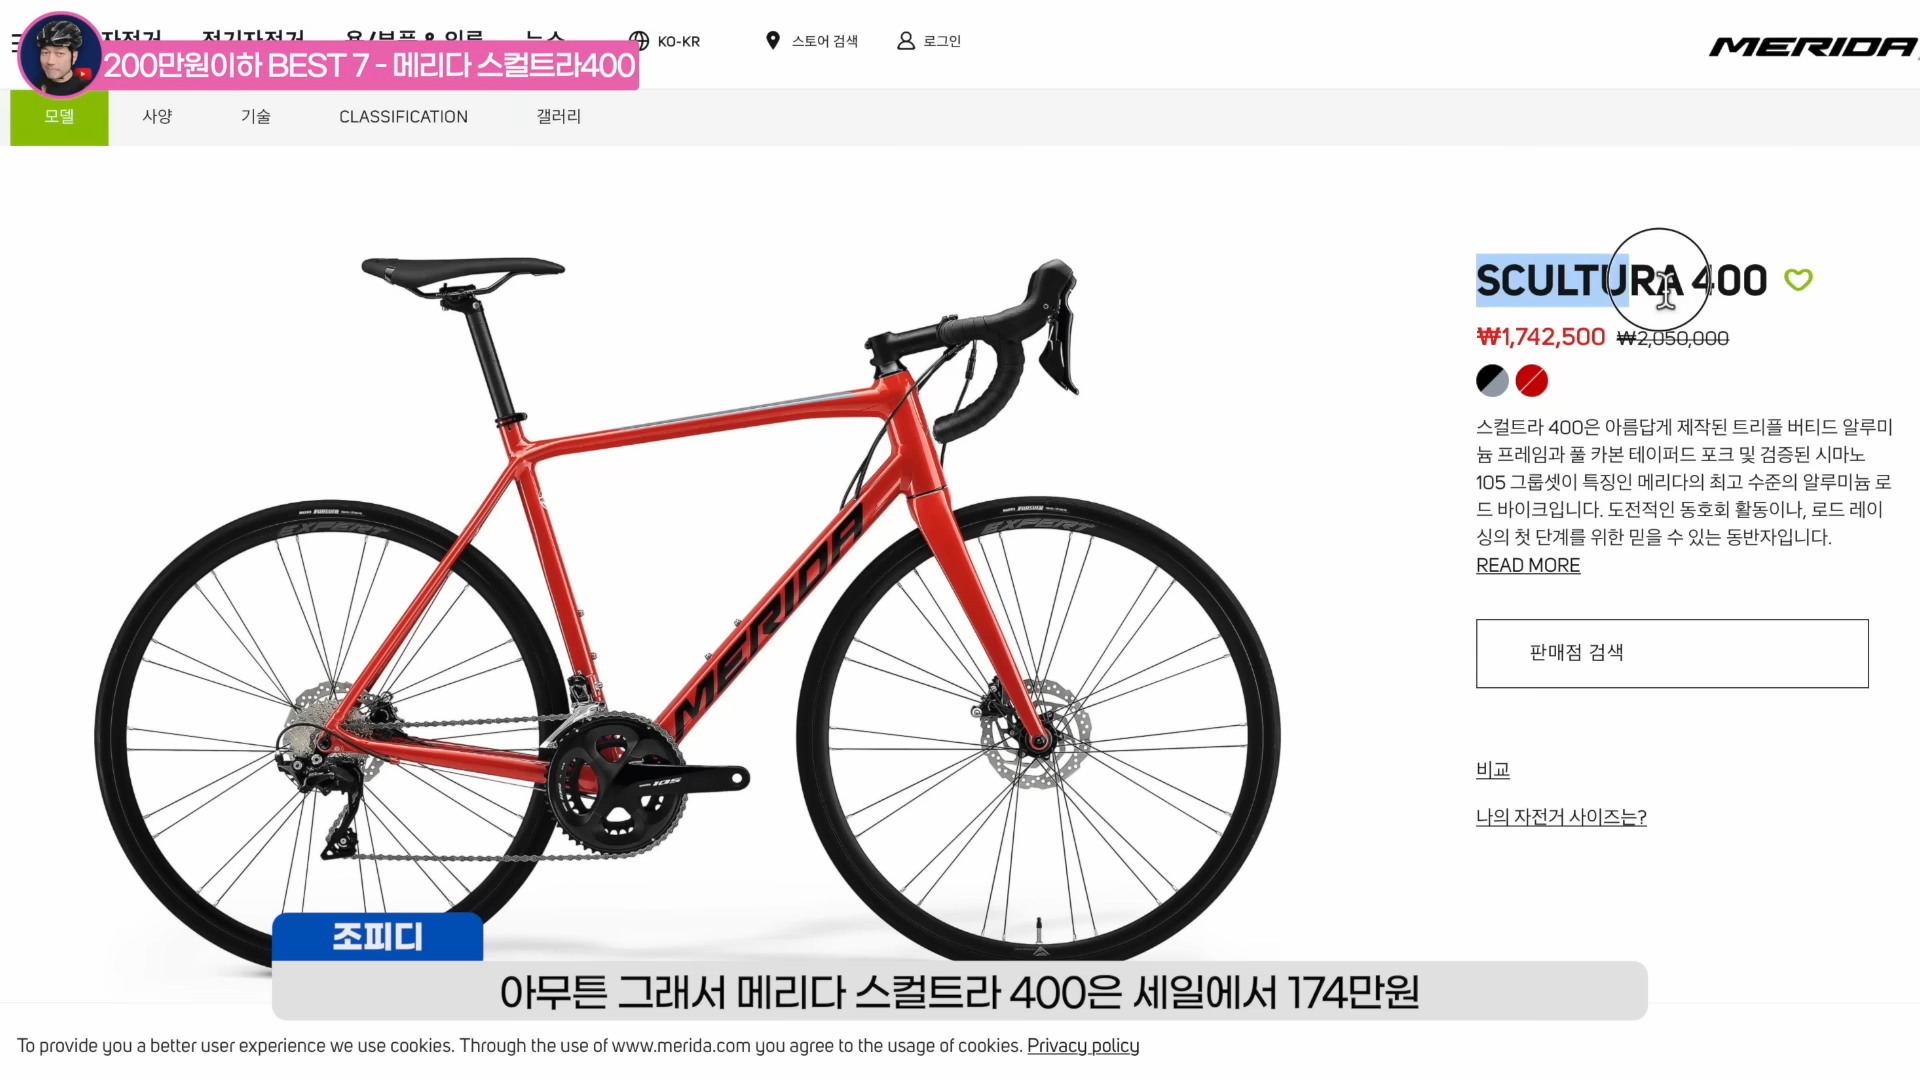 200만원이하 BEST 7 - 메리다 스컬트라400
KO-KR
스토어 검색
로그인
MERIDA
모델
사양
기술
CLASSIFICATION
갤러리
SCULTURA 400
₩1,742,500 ₩2,050,000
스컬트라 400은 아름답게 제작된 트리플 버티드 알루미
늄 프레임과 풀 카본 테이퍼드 포크 및 검증된 시마노
105 그룹셋이 특징인 메리다의 최고 수준의 알루미늄 로
드 바이크입니다. 도전적인 동호회 활동이나, 로드 레이
싱의 첫 단계를 위한 믿을 수 있는 동반자입니다.
READ MORE
판매점 검색
비교
나의 자전거 사이즈는?
EXPERT
EXPERT
MERIDA
105
조피디
아무튼 그래서 메리다 스컬트라 400은 세일에서 174만원
To provide you a better user experience we use cookies. Through the use of www.merida.com you agree to the usage of cookies. Privacy policy